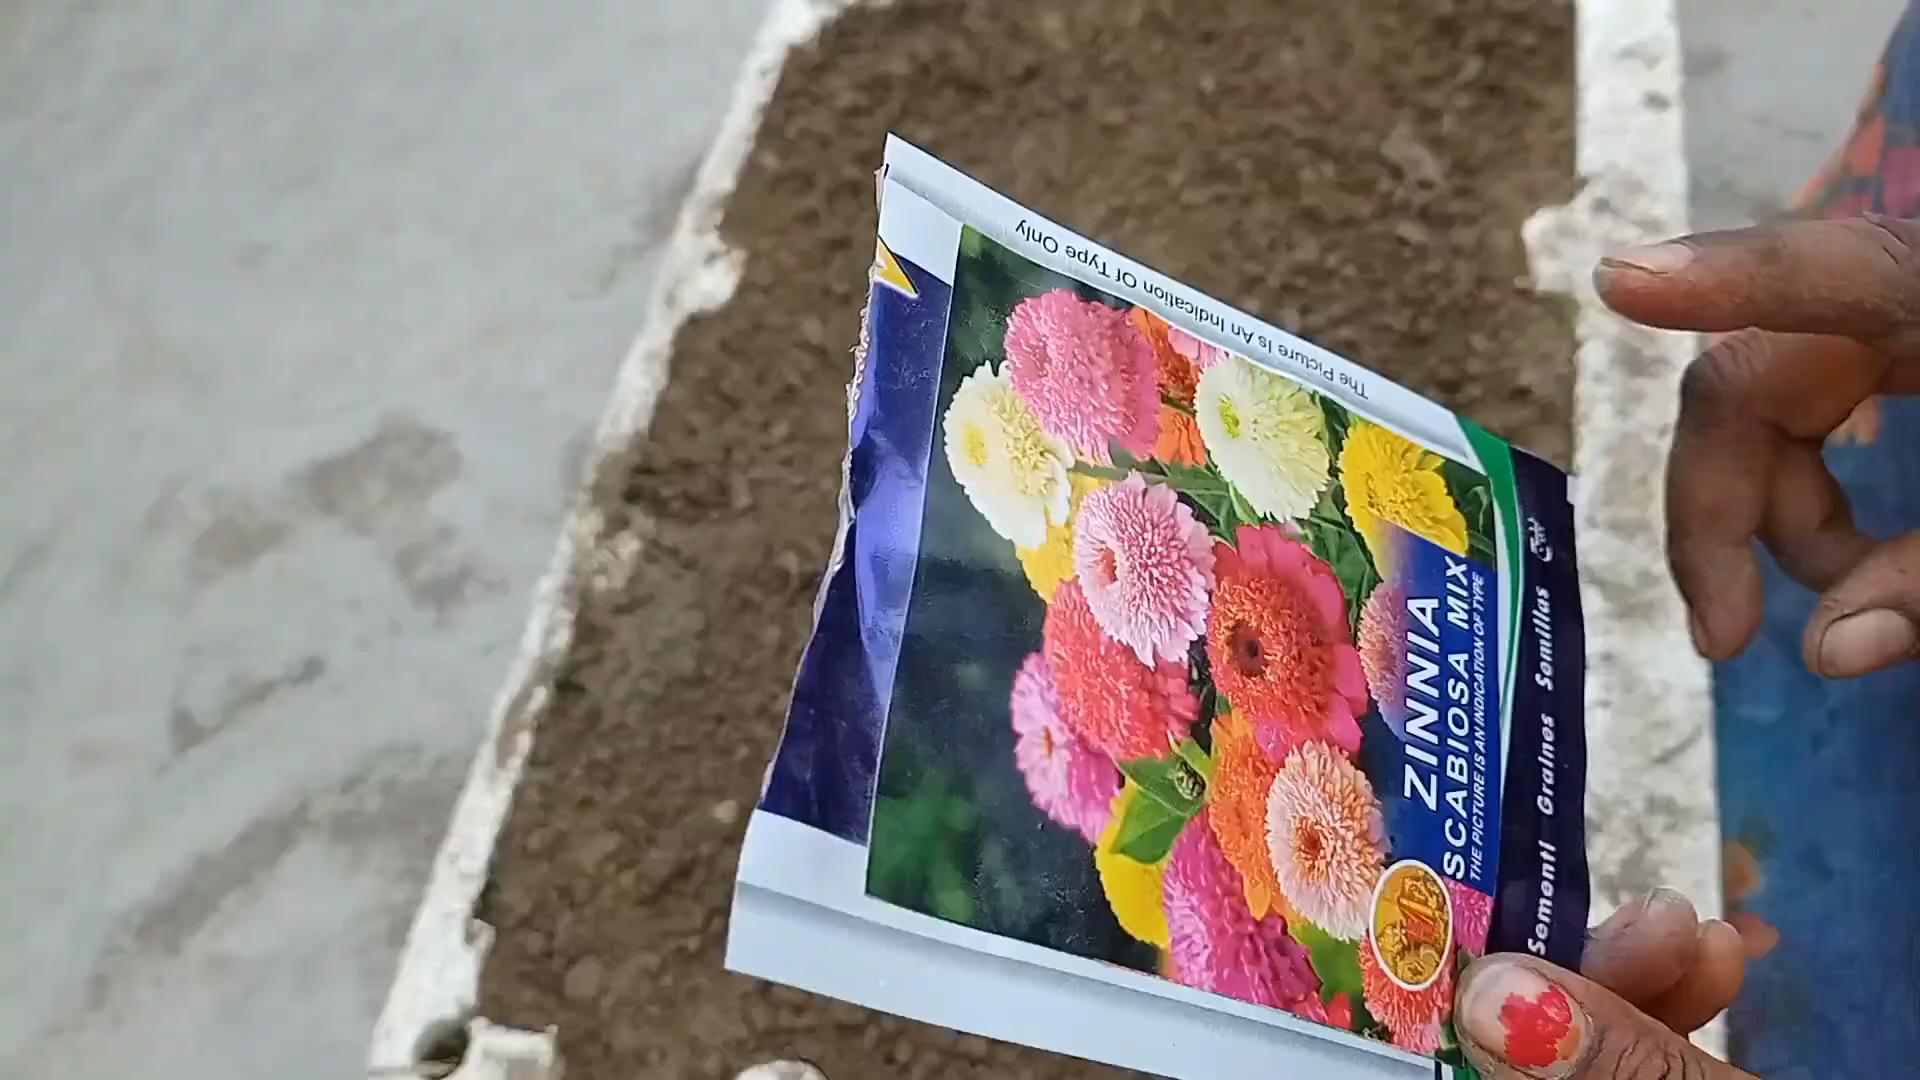 The Picture Is An Indication Of Type Only
ZINNIA
SCABIOSA MIX
THE PICTURE IS AN INDICATION OF TYPE
Sementi Graines Semillas